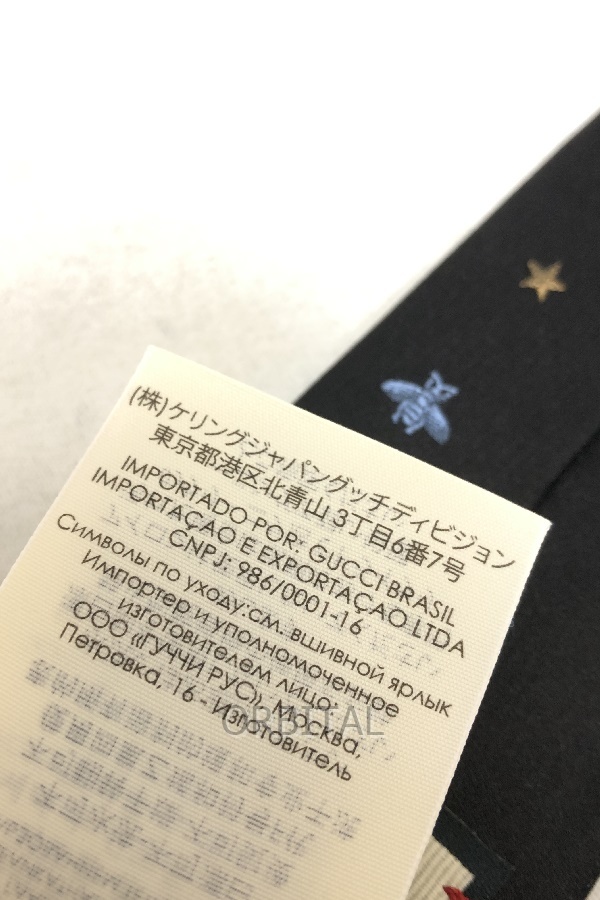 (株)ケリングジャパングッチディビジョン
東京都港区北青山 3丁目6番7号
IMPORTADO POR: GUCCI BRASIL
IMPORTAÇAO E EXPORTAÇAO LTDA
CNPJ: 986/0001-16
Символы по уходу:см. вшивной ярлык
Импортер и уполномоченное
изготовителем лицо:
ООО «ГУЧЧИ РУС», Москва,
Петровка, 16 - Изготовитель
ORBITAL